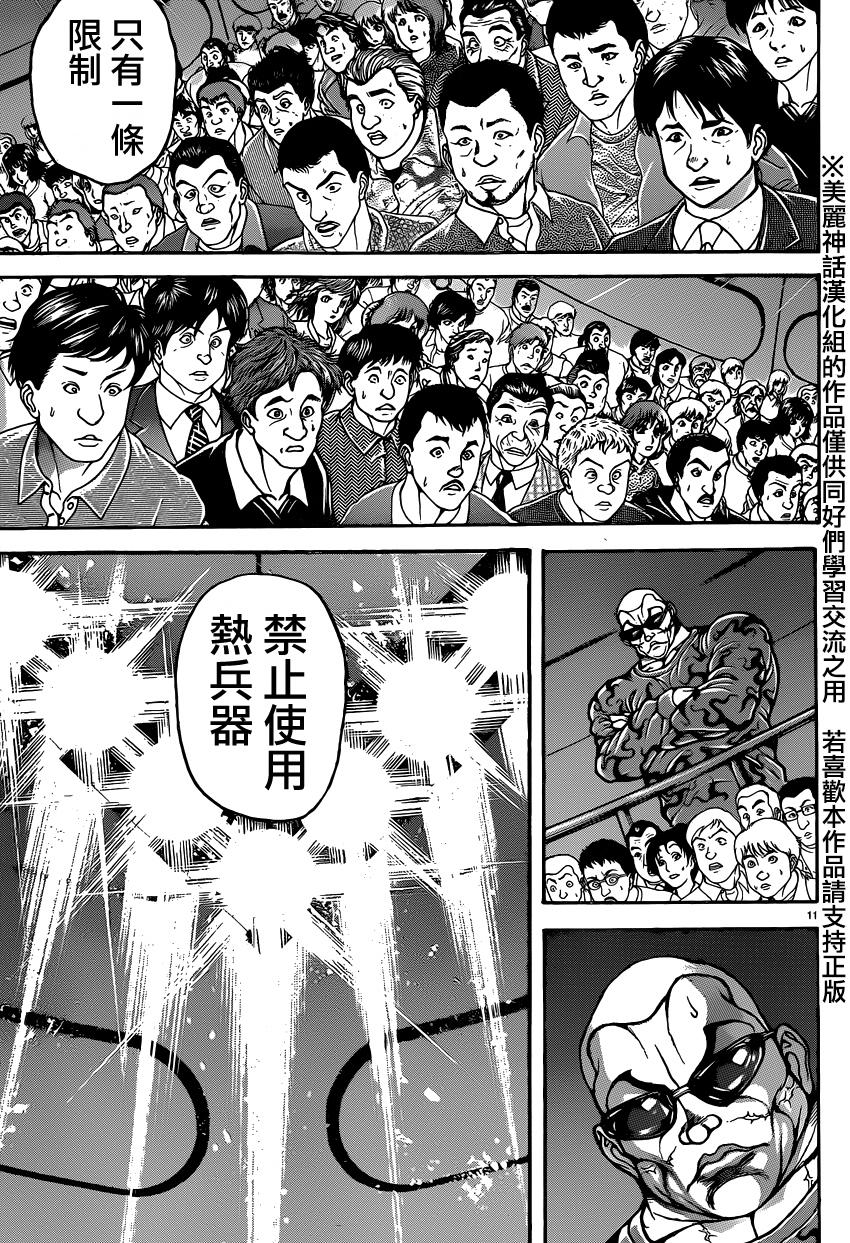 只有一條
限制
禁止使用
熱兵器
11
※美麗神話漢化組的作品僅供同好們學習交流之用 若喜歡本作品請支持正版